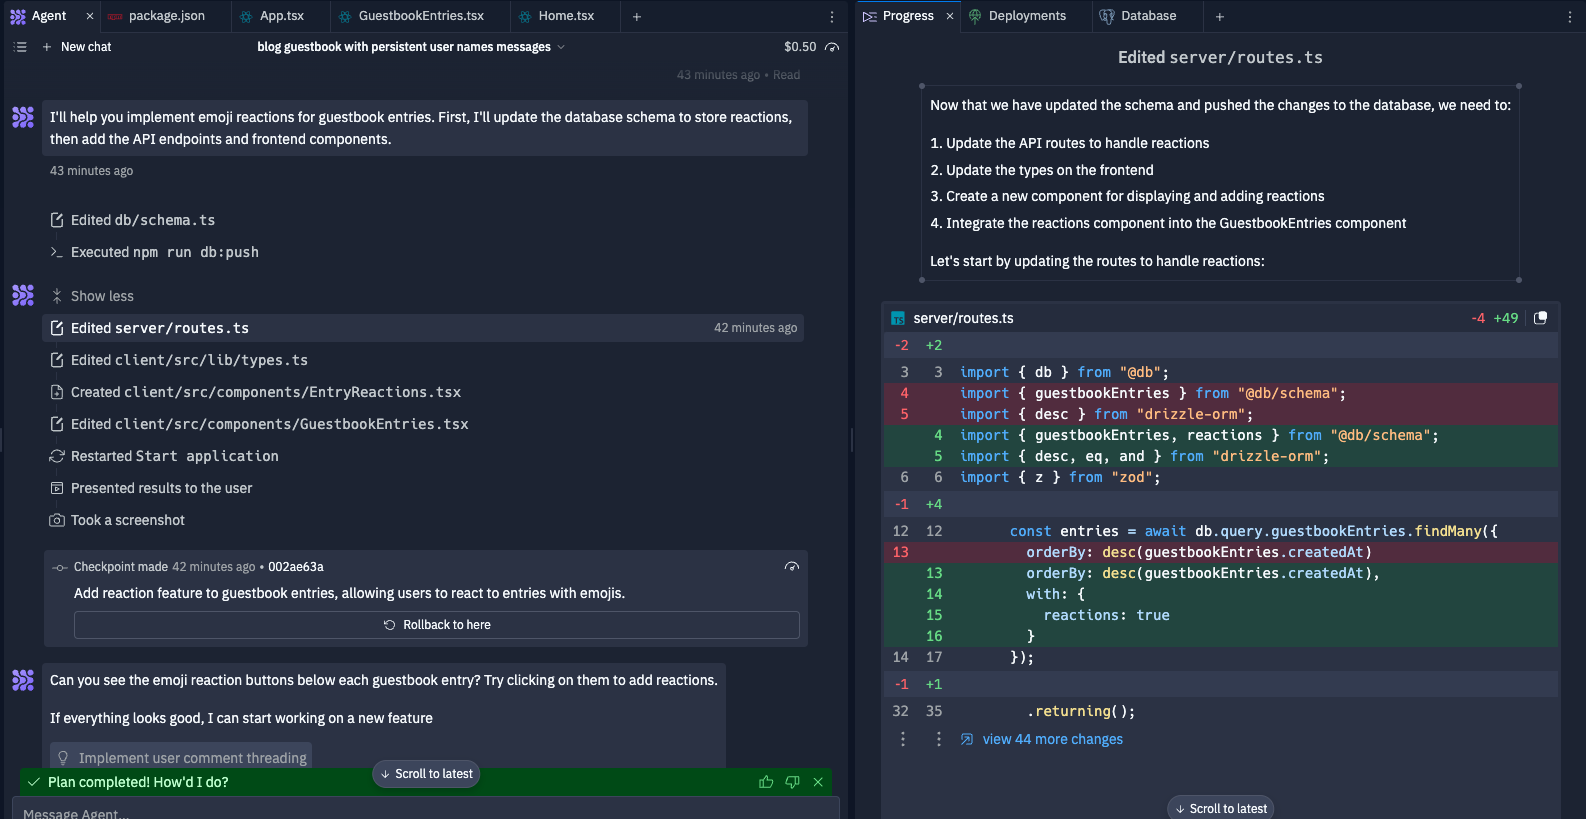 Agent
package.json
App.tsx
GuestbookEntries.tsx
Home.tsx
New chat
blog guestbook with persistent user names messages
$0.50
43 minutes ago • Read
I'll help you implement emoji reactions for guestbook entries. First, I'll update the database schema to store reactions,
then add the API endpoints and frontend components.
43 minutes ago
Edited db/schema.ts
Executed npm run db:push
Show less
Edited server/routes.ts 42 minutes ago
Edited client/src/lib/types.ts
Created client/src/components/EntryReactions.tsx
Edited client/src/components/GuestbookEntries.tsx
Restarted Start application
Presented results to the user
Took a screenshot
Checkpoint made 42 minutes ago • 002ae63a
Add reaction feature to guestbook entries, allowing users to react to entries with emojis.
Rollback to here
Can you see the emoji reaction buttons below each guestbook entry? Try clicking on them to add reactions.
If everything looks good, I can start working on a new feature
Implement user comment threading
Scroll to latest
Plan completed! How'd I do?
Message Agent...
Progress
Deployments
Database
Edited server/routes.ts
Now that we have updated the schema and pushed the changes to the database, we need to:
1. Update the API routes to handle reactions
2. Update the types on the frontend
3. Create a new component for displaying and adding reactions
4. Integrate the reactions component into the GuestbookEntries component
Let's start by updating the routes to handle reactions:
TS server/routes.ts -4 +49
-2 +2
3 3 import { db } from "@db";
4 import { guestbookEntries } from "@db/schema";
5 import { desc } from "drizzle-orm";
4 import { guestbookEntries, reactions } from "@db/schema";
5 import { desc, eq, and } from "drizzle-orm";
6 6 import { z } from "zod";
-1 +4
12 12 const entries = await db.query.guestbookEntries.findMany({
13 orderBy: desc(guestbookEntries.createdAt)
13 orderBy: desc(guestbookEntries.createdAt),
14 with: {
15 reactions: true
16 }
14 17 });
-1 +1
32 35 .returning();
view 44 more changes
Scroll to latest